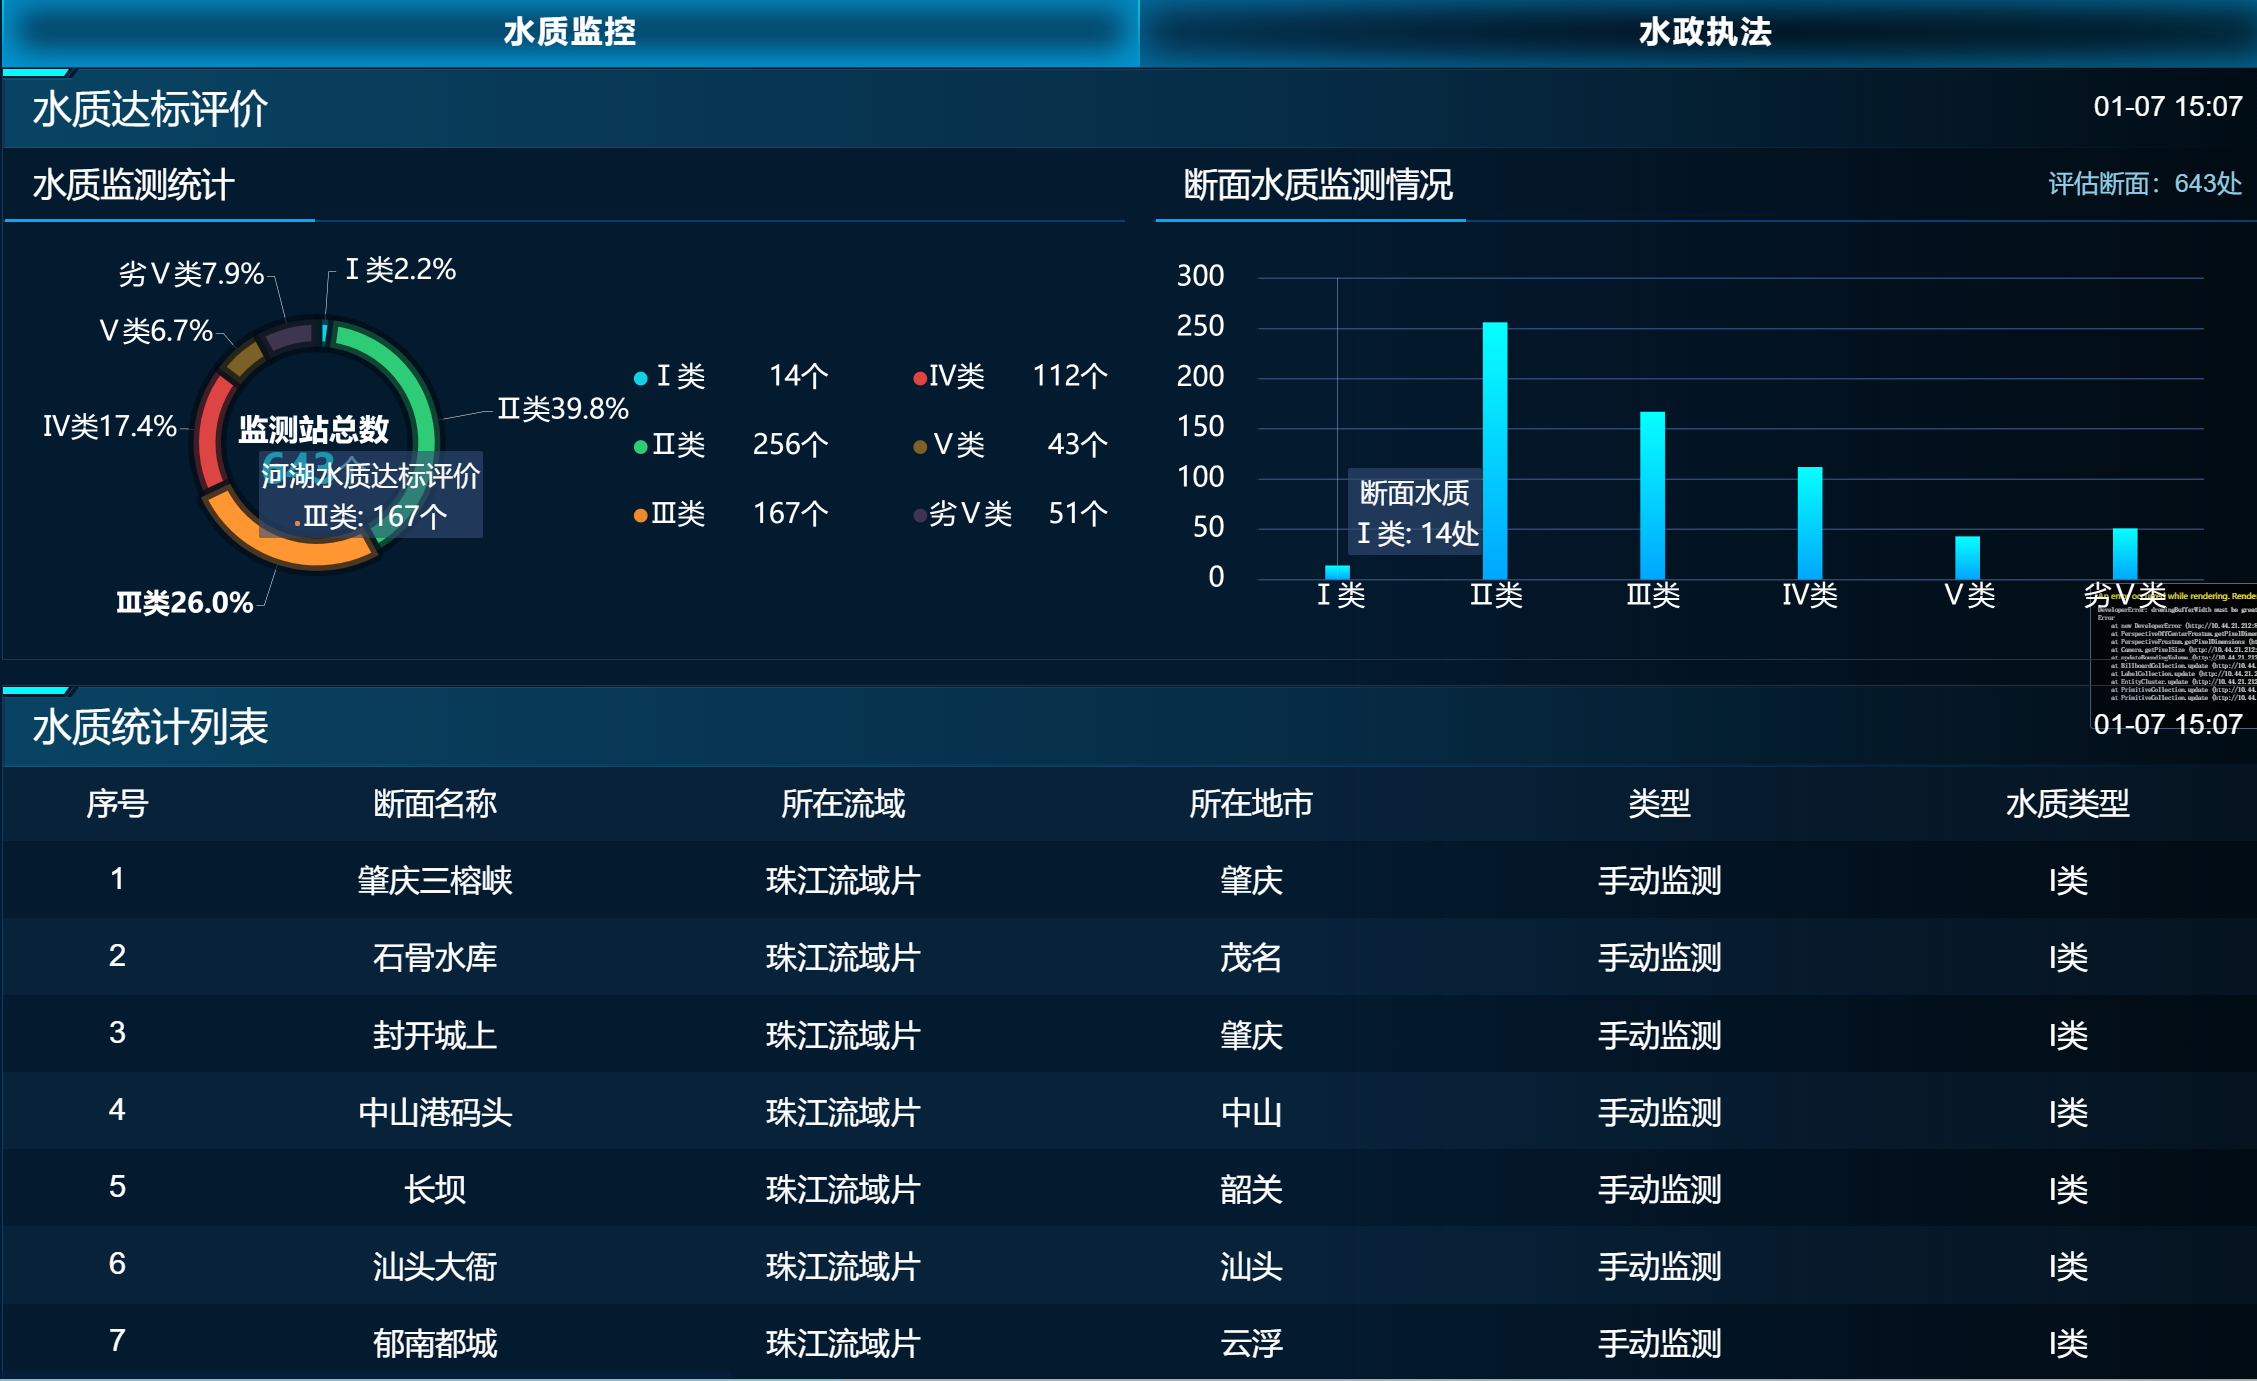 水质监控
水政执法
水质达标评价
01-07 15:07
水质监测统计
劣Ⅴ类7.9%
Ⅰ类2.2%
Ⅴ类6.7%
Ⅱ类39.8%
Ⅳ类17.4%
Ⅲ类26.0%
监测站总数
643个
河湖水质达标评价
Ⅲ类: 167个
Ⅰ类 14个
Ⅳ类 112个
Ⅱ类 256个
Ⅴ类 43个
Ⅲ类 167个
劣Ⅴ类 51个
断面水质监测情况
评估断面：643处
300
250
200
150
100
50
0
断面水质
Ⅰ类: 14处
Ⅰ类 Ⅱ类 Ⅲ类 Ⅳ类 Ⅴ类 劣Ⅴ类
水质统计列表
01-07 15:07
序号 断面名称 所在流域 所在地市 类型 水质类型
1 肇庆三榕峡 珠江流域片 肇庆 手动监测 I类
2 石骨水库 珠江流域片 茂名 手动监测 I类
3 封开城上 珠江流域片 肇庆 手动监测 I类
4 中山港码头 珠江流域片 中山 手动监测 I类
5 长坝 珠江流域片 韶关 手动监测 I类
6 汕头大衙 珠江流域片 汕头 手动监测 I类
7 郁南都城 珠江流域片 云浮 手动监测 I类